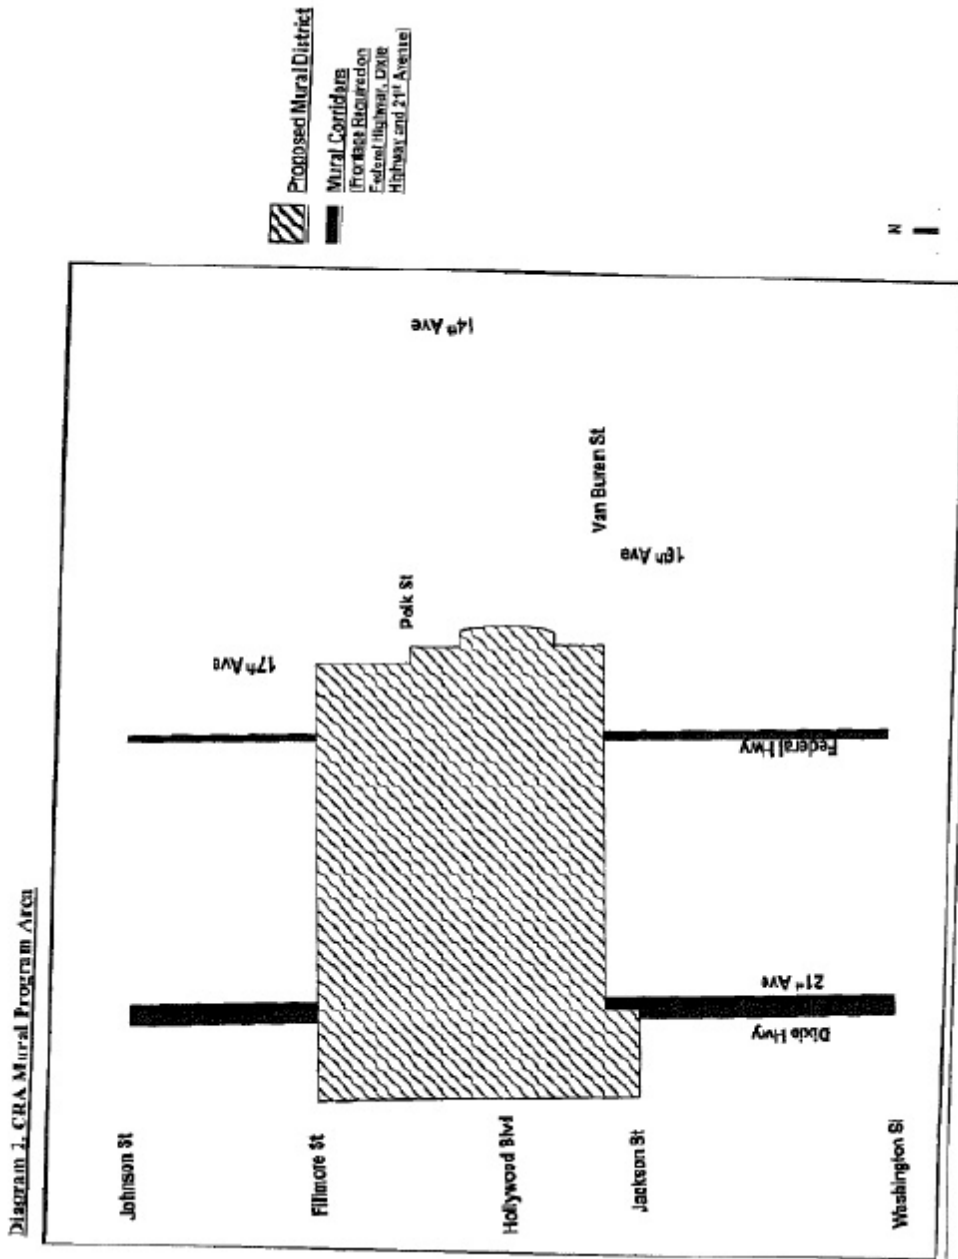 Diagram 1. CRA Mural Program Area
Proposed Mural District
Mural Corridors
(Frontage Required on
Federal Highway, Dixie
Highway and 21st Avenue)
N
Johnson St
Fillmore St
Hollywood Blvd
Jackson St
Washington St
17th Ave
Polk St
14th Ave
Van Buren St
16th Ave
Federal Hwy
21st Ave
Dixie Hwy